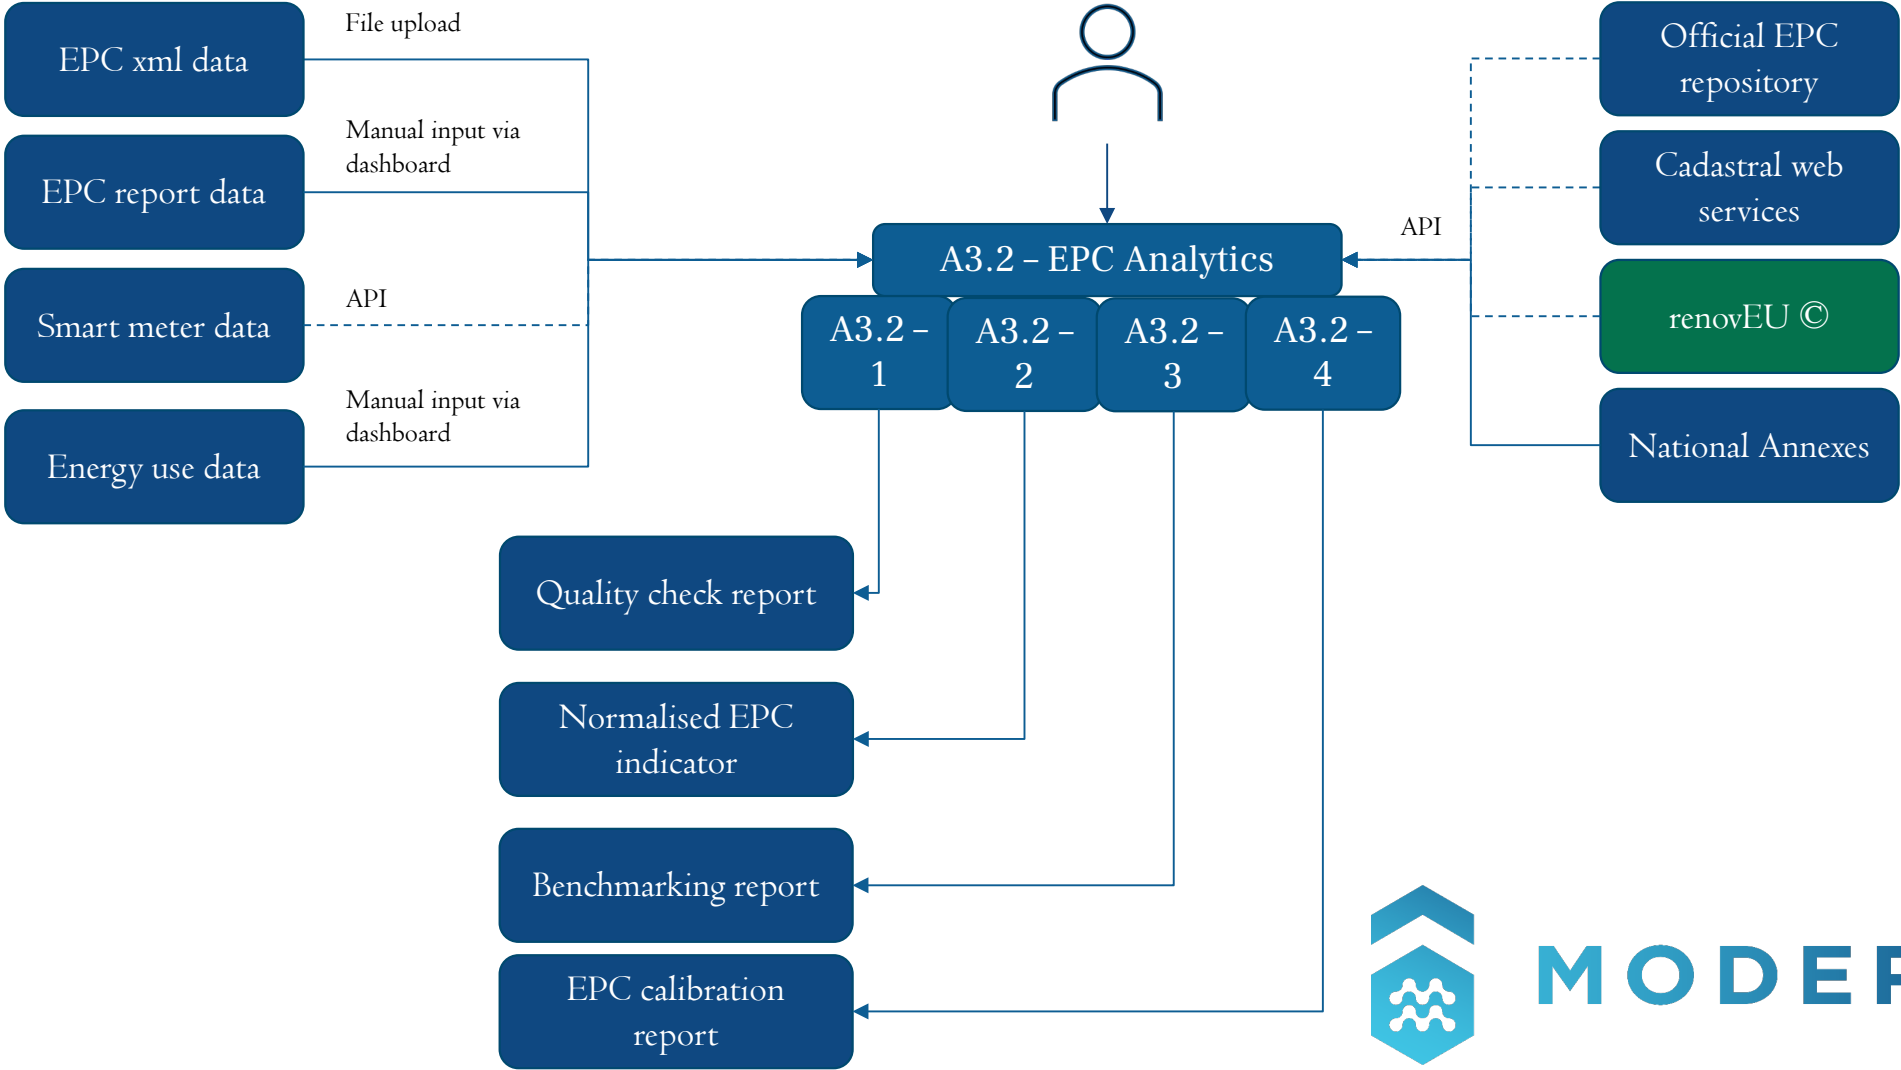 EPC xml data
File upload
EPC report data
Manual input via
dashboard
Smart meter data
API
Energy use data
Manual input via
dashboard
A3.2 – EPC Analytics
A3.2 –
1
A3.2 –
2
A3.2 –
3
A3.2 –
4
API
Official EPC
repository
Cadastral web
services
renovEU ©
National Annexes
Quality check report
Normalised EPC
indicator
Benchmarking report
EPC calibration
report
MODE